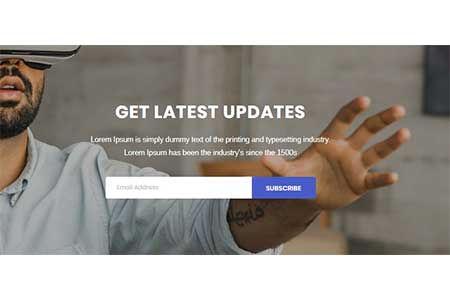 GET LATEST UPDATES
Lorem Ipsum is simply dummy text of the printing and typesetting industry.
Lorem Ipsum has been the industry's since the 1500s
Email Address
SUBSCRIBE